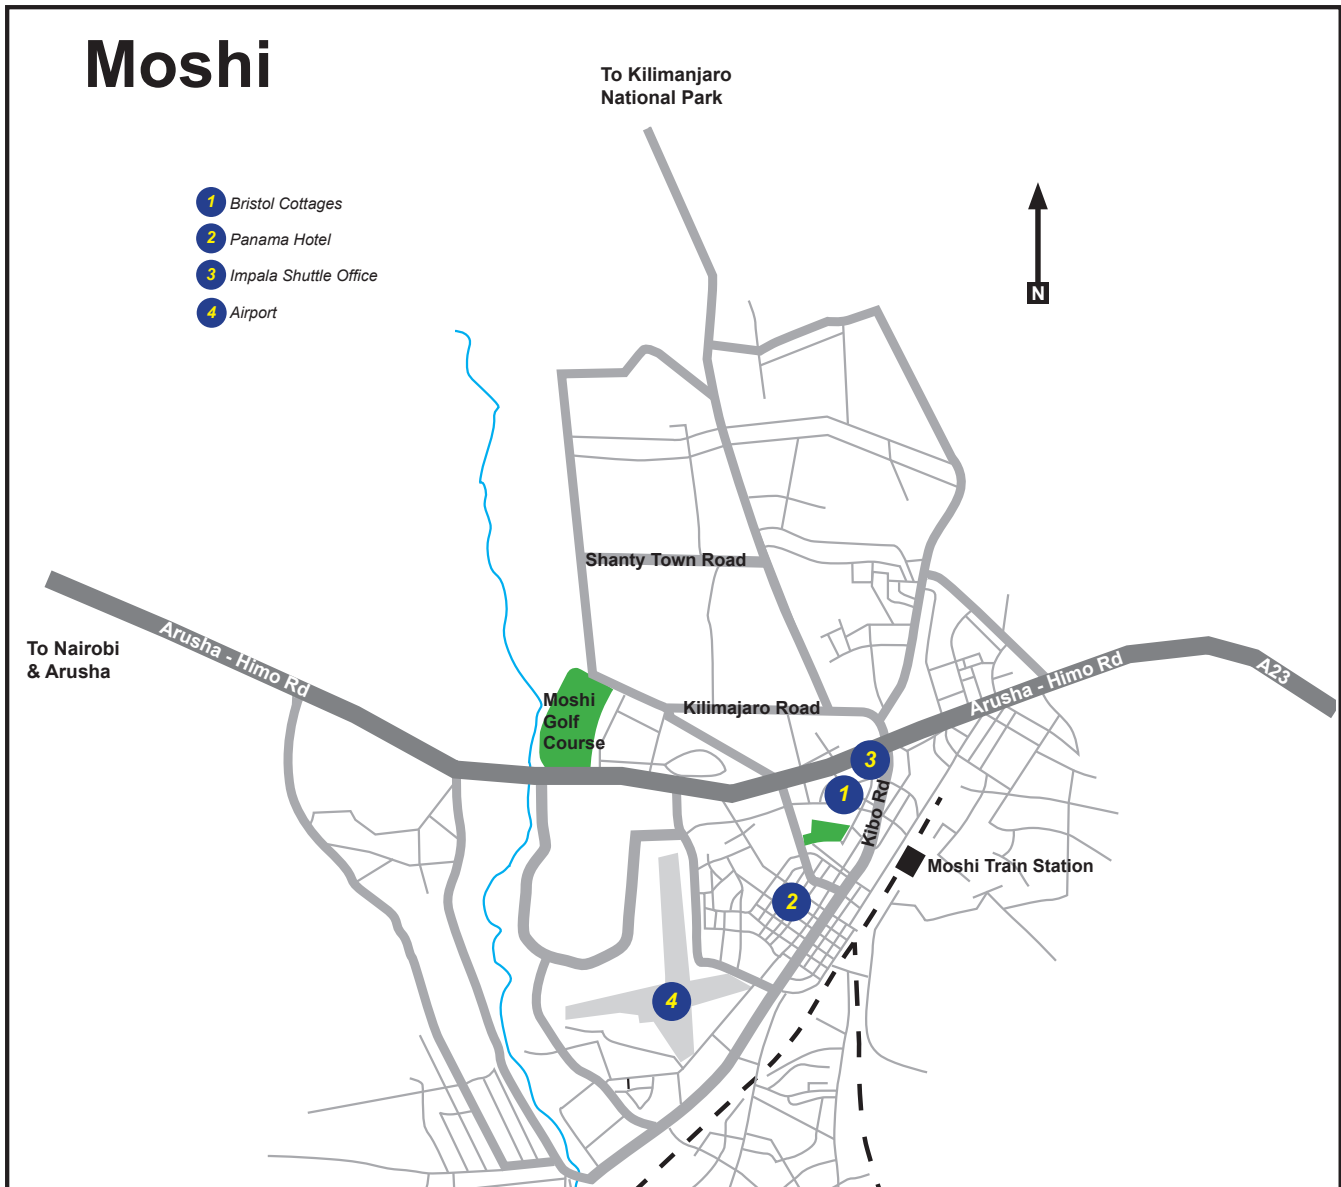 Moshi
To Kilimanjaro
National Park
1 Bristol Cottages
2 Panama Hotel
3 Impala Shuttle Office
4 Airport
N
Shanty Town Road
To Nairobi
& Arusha
Arusha - Himo Rd
Arusha - Himo Rd
A23
Moshi
Golf
Course
Kilimajaro Road
3
1
Kibo Rd
Moshi Train Station
2
4